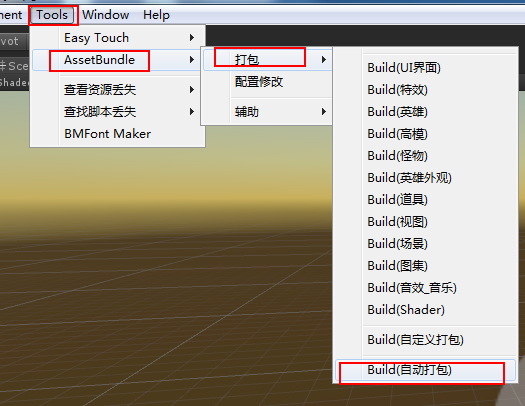 Tools Window Help
Easy Touch
AssetBundle
查看资源丢失
查找脚本丢失
BMFont Maker
打包
配置修改
辅助
Build(UI界面)
Build(特效)
Build(英雄)
Build(高模)
Build(怪物)
Build(英雄外观)
Build(道具)
Build(视图)
Build(场景)
Build(图集)
Build(音效_音乐)
Build(Shader)
Build(自定义打包)
Build(自动打包)